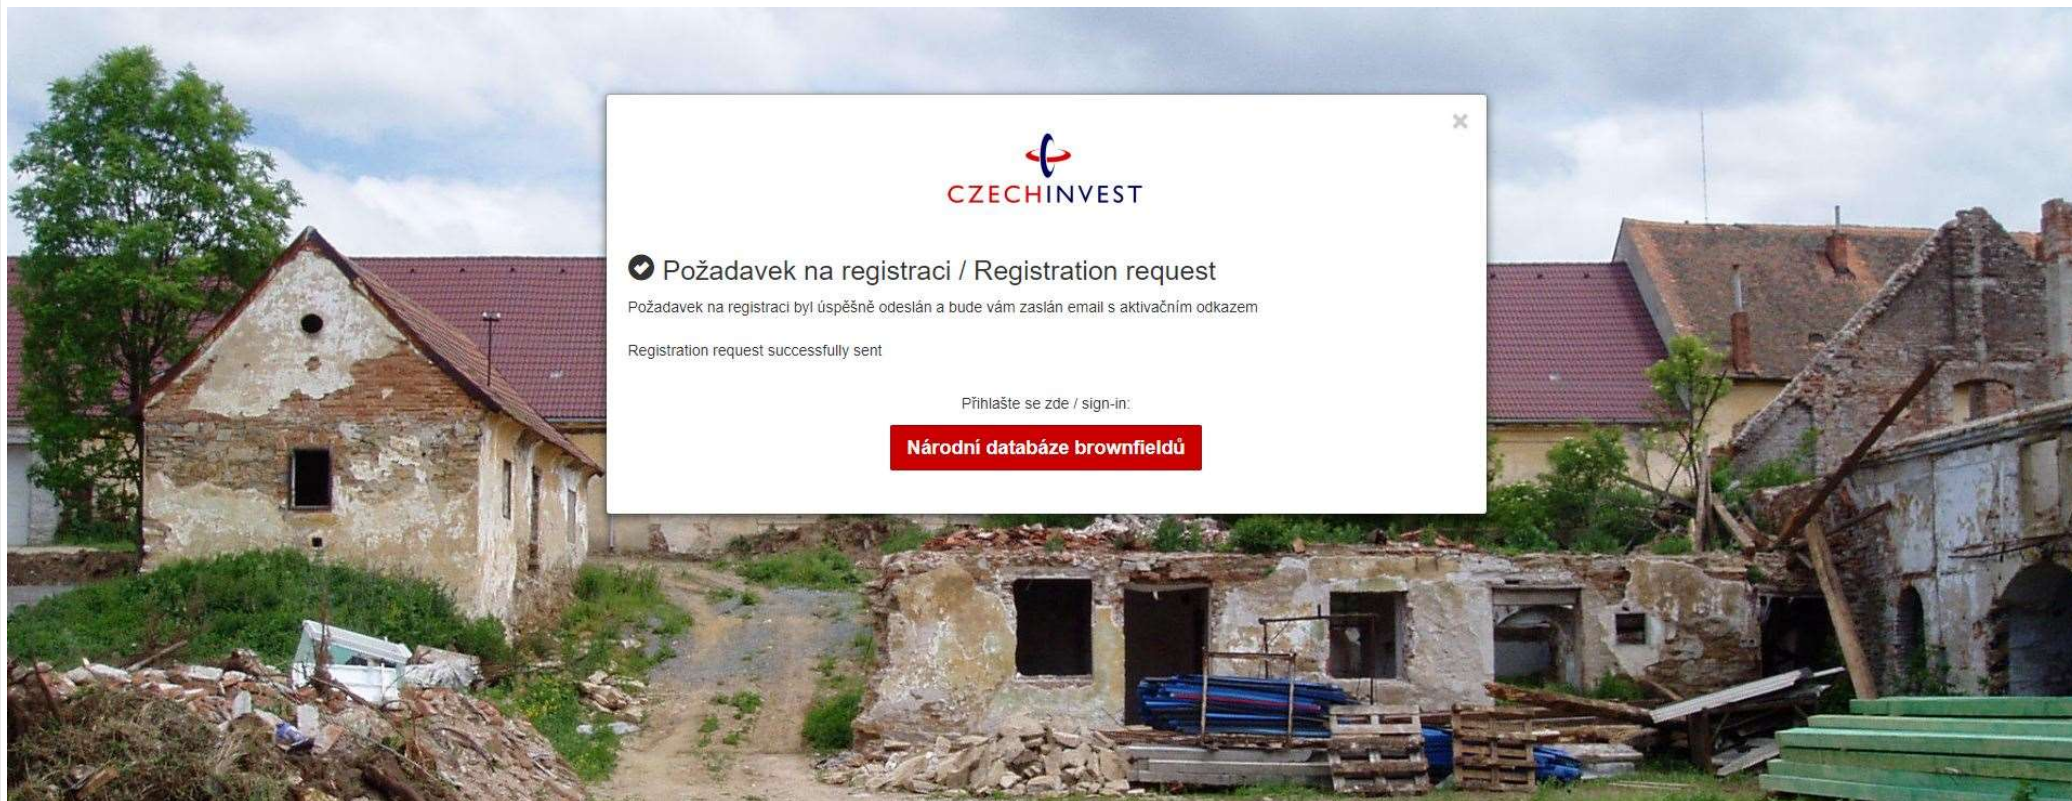 CZECHINVEST
Požadavek na registraci / Registration request
Požadavek na registraci byl úspěšně odeslán a bude vám zaslán email s aktivačním odkazem
Registration request successfully sent
Přihlašte se zde / sign-in:
Národní databáze brownfieldů